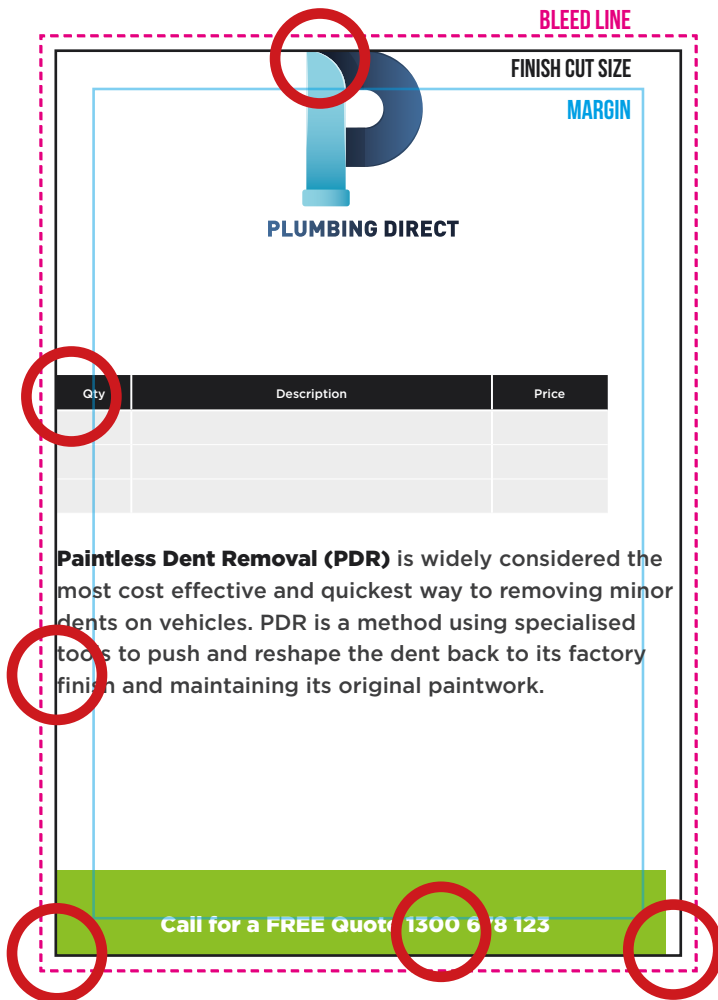 BLEED LINE
FINISH CUT SIZE
MARGIN
PLUMBING DIRECT
Qty Description Price
Paintless Dent Removal (PDR) is widely considered the
most cost effective and quickest way to removing minor
dents on vehicles. PDR is a method using specialised
tools to push and reshape the dent back to its factory
finish and maintaining its original paintwork.
Call for a FREE Quote 1300 678 123